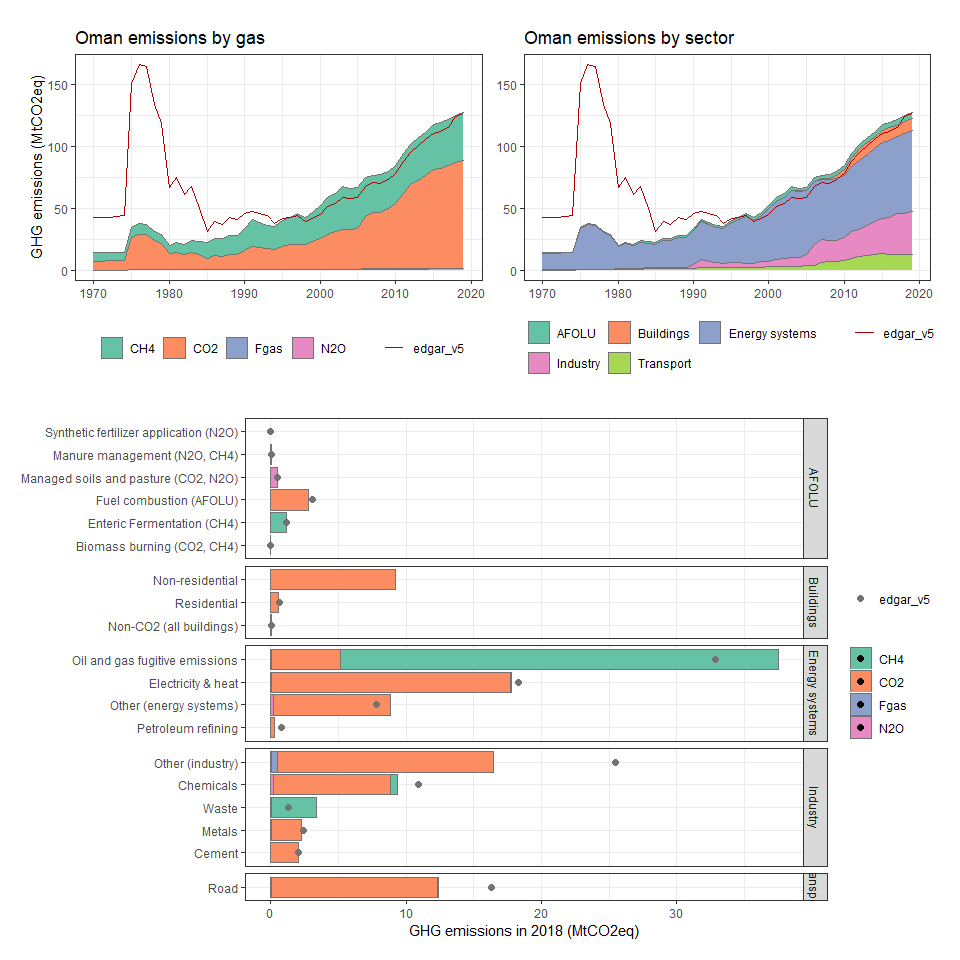 Oman emissions by gas
GHG emissions (MtCO2eq)
150
100
50
0
1970
1980
1990
2000
2010
2020
CH4
CO2
Fgas
N2O
edgar_v5
Oman emissions by sector
150
100
50
0
1970
1980
1990
2000
2010
2020
AFOLU
Buildings
Energy systems
edgar_v5
Industry
Transport
Synthetic fertilizer application (N2O)
Manure management (N2O, CH4)
Managed soils and pasture (CO2, N2O)
Fuel combustion (AFOLU)
Enteric Fermentation (CH4)
Biomass burning (CO2, CH4)
AFOLU
Non-residential
Residential
Non-CO2 (all buildings)
Buildings
Oil and gas fugitive emissions
Electricity & heat
Other (energy systems)
Petroleum refining
Energy systems
Other (industry)
Chemicals
Waste
Metals
Cement
Industry
Road
ansp
0
10
20
30
GHG emissions in 2018 (MtCO2eq)
edgar_v5
CH4
CO2
Fgas
N2O